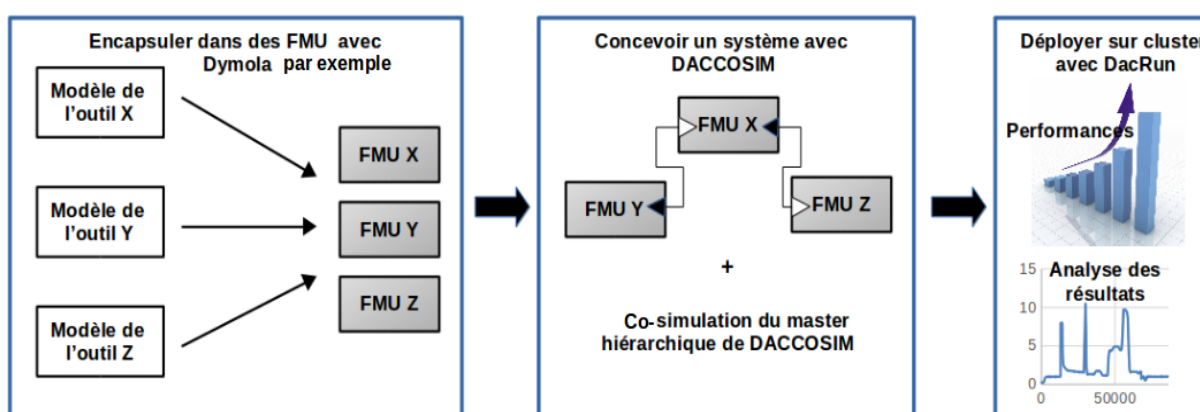 Encapsuler dans des FMU avec
Dymola par exemple
Modèle de
l'outil X
Modèle de
l'outil Y
Modèle de
l'outil Z
FMU X
FMU Y
FMU Z
Concevoir un système avec
DACCOSIM
FMU X
FMU Y
FMU Z
+
Co-simulation du master
hiérarchique de DACCOSIM
Déployer sur cluster
avec DacRun
Performances
Analyse des
résultats
15
10
5
0
0
50000